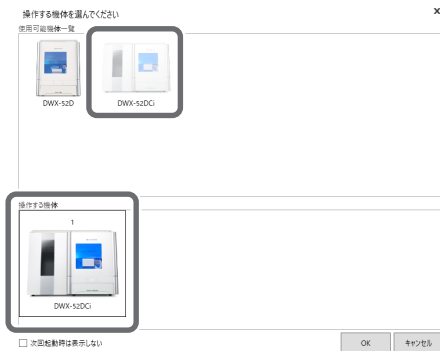 操作する機体を選んでください
x
使用可能機体一覧
DWX-52D
DWX-52DCi
操作する機体
1
DWX-52DCi
次回起動時は表示しない
OK
キャンセル